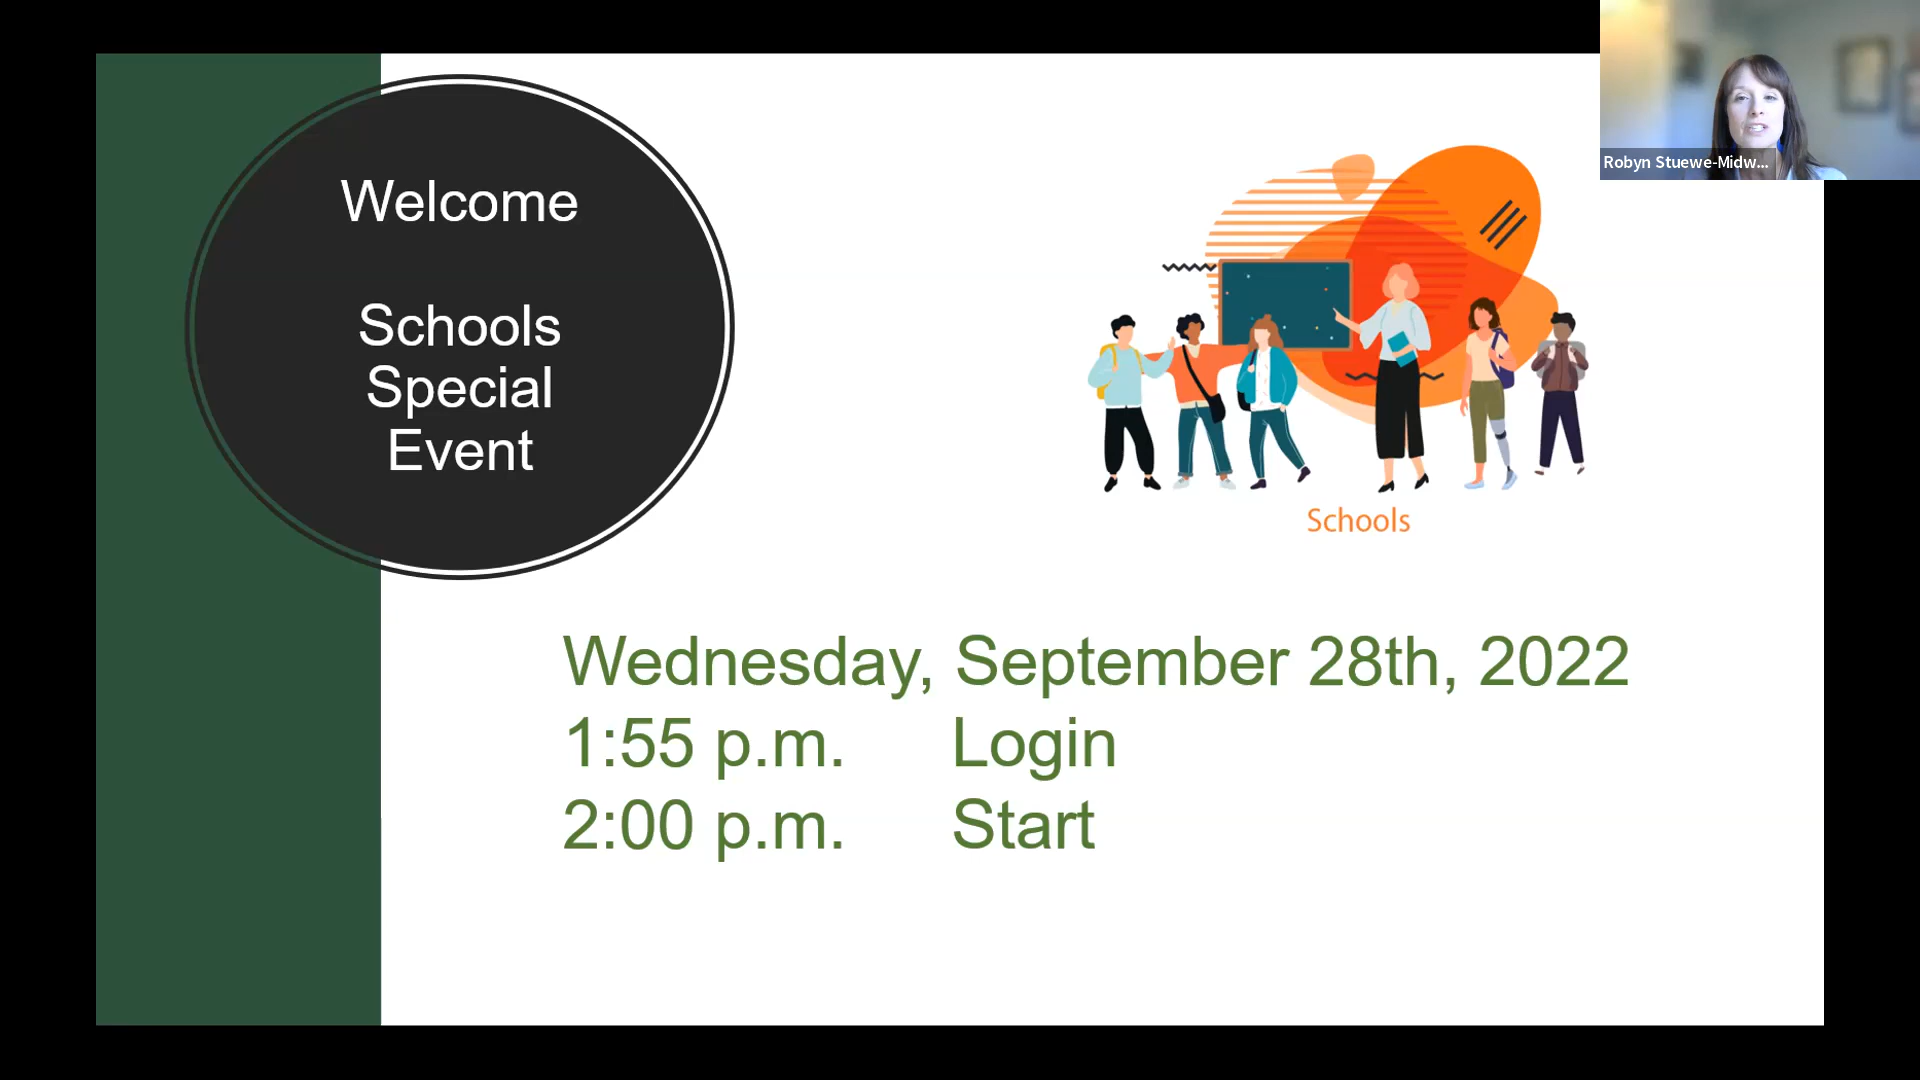 Welcome
Schools
Special
Event
Robyn Stuewe-Midw...
Schools
Wednesday, September 28th, 2022
1:55 p.m. Login
2:00 p.m. Start